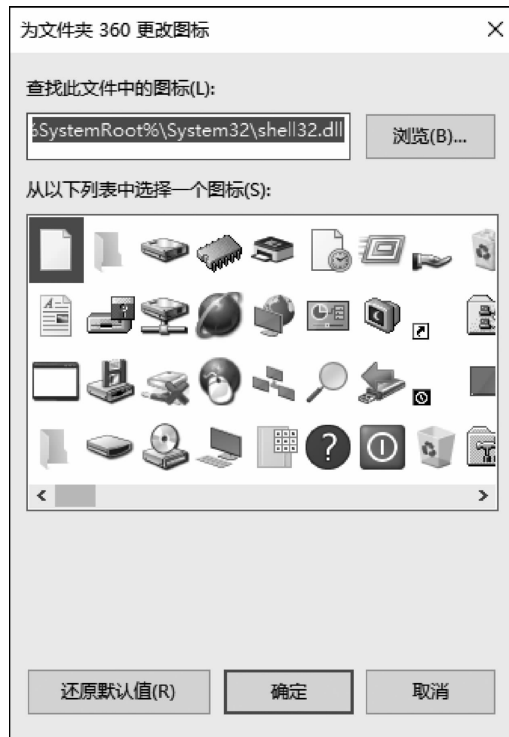 为文件夹 360 更改图标
查找此文件中的图标(L):
%SystemRoot%\System32\shell32.dll
浏览(B)...
从以下列表中选择一个图标(S):
还原默认值(R)
确定
取消